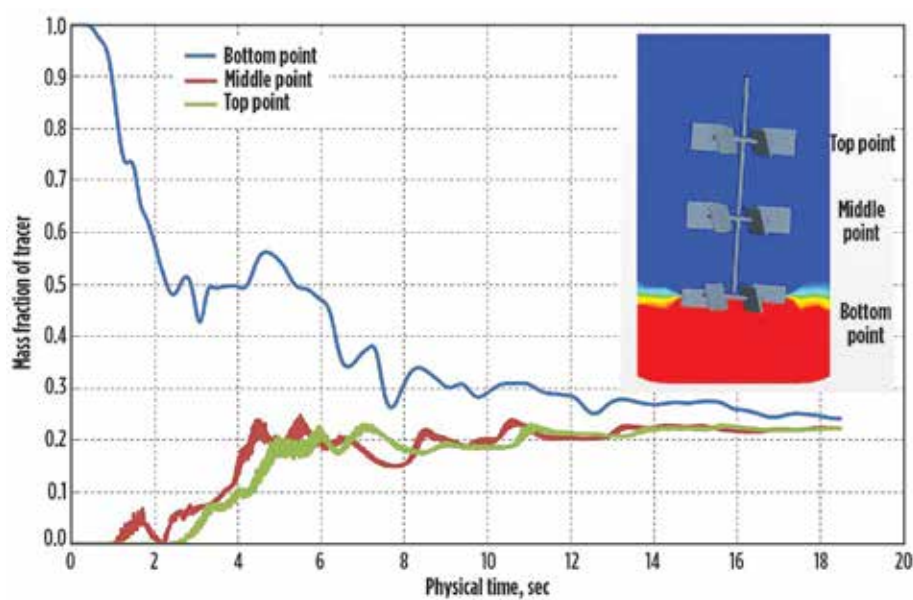 1.0
0.9
0.8
0.7
0.6
0.5
0.4
0.3
0.2
0.1
0.0
Mass fraction of tracer
Bottom point
Middle point
Top point
Top point
Middle
point
Bottom
point
0 2 4 6 8 10 12 14 16 18 20
Physical time, sec